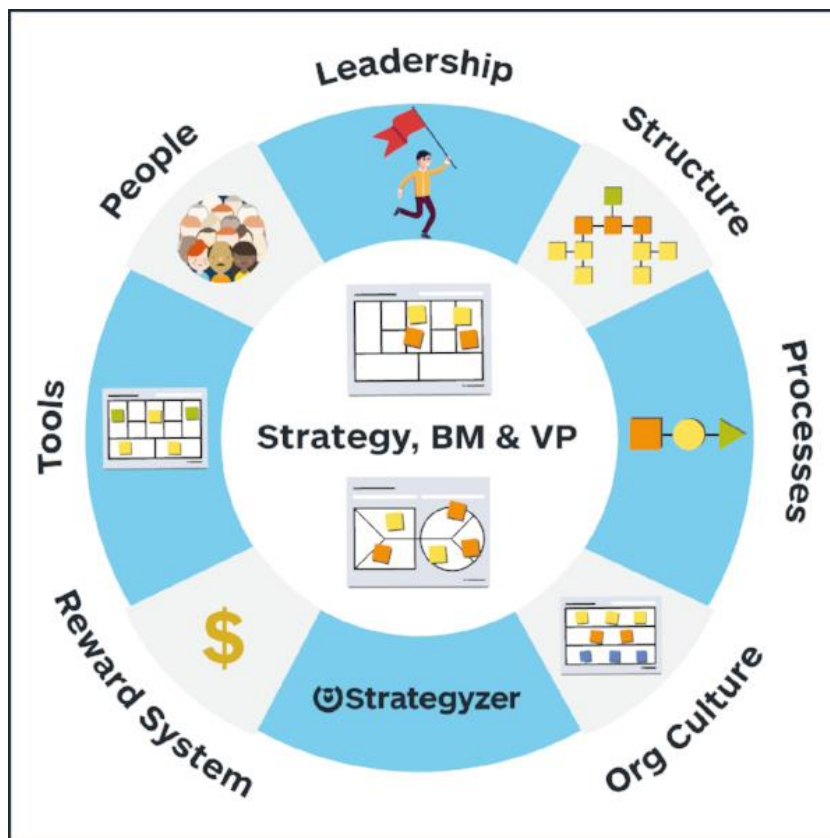 Leadership
Structure
Processes
Org Culture
Strategyzer
Reward System
Tools
People
Strategy, BM & VP
$